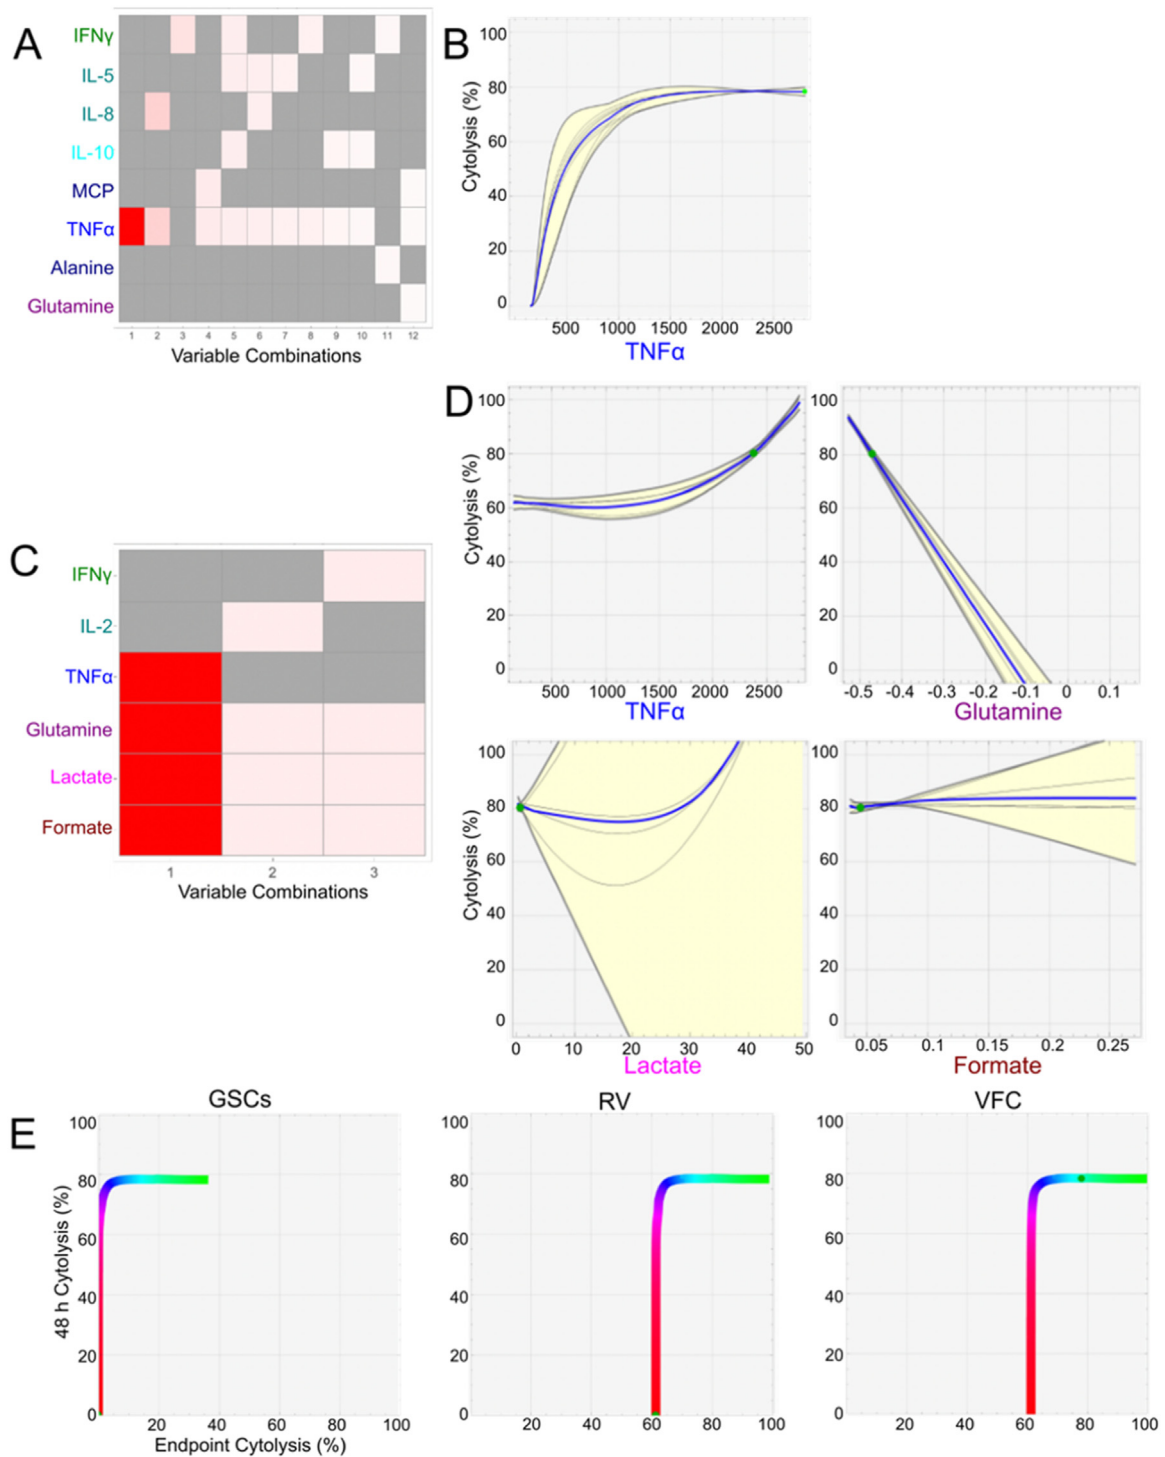 A
IFNγ
IL-5
IL-8
IL-10
MCP
TNFα
Alanine
Glutamine
1 2 3 4 5 6 7 8 9 10 11 12
Variable Combinations
B
Cytolysis (%)
100
80
60
40
20
0
500 1000 1500 2000 2500
TNFα
C
IFNγ
IL-2
TNFα
Glutamine
Lactate
Formate
1 2 3
Variable Combinations
D
Cytolysis (%)
100
80
60
40
20
0
500 1000 1500 2000 2500
TNFα
100
80
60
40
20
0
-0.5 -0.4 -0.3 -0.2 -0.1 0 0.1
Glutamine
Cytolysis (%)
100
80
60
40
20
0
0 10 20 30 40 50
Lactate
100
80
60
40
20
0
0.05 0.1 0.15 0.2 0.25
Formate
E
GSCs
48 h Cytolysis (%)
100
80
60
40
20
0
20 40 60 80 100
Endpoint Cytolysis (%)
RV
100
80
60
40
20
0
20 40 60 80 100
VFC
100
80
60
40
20
0
20 40 60 80 100